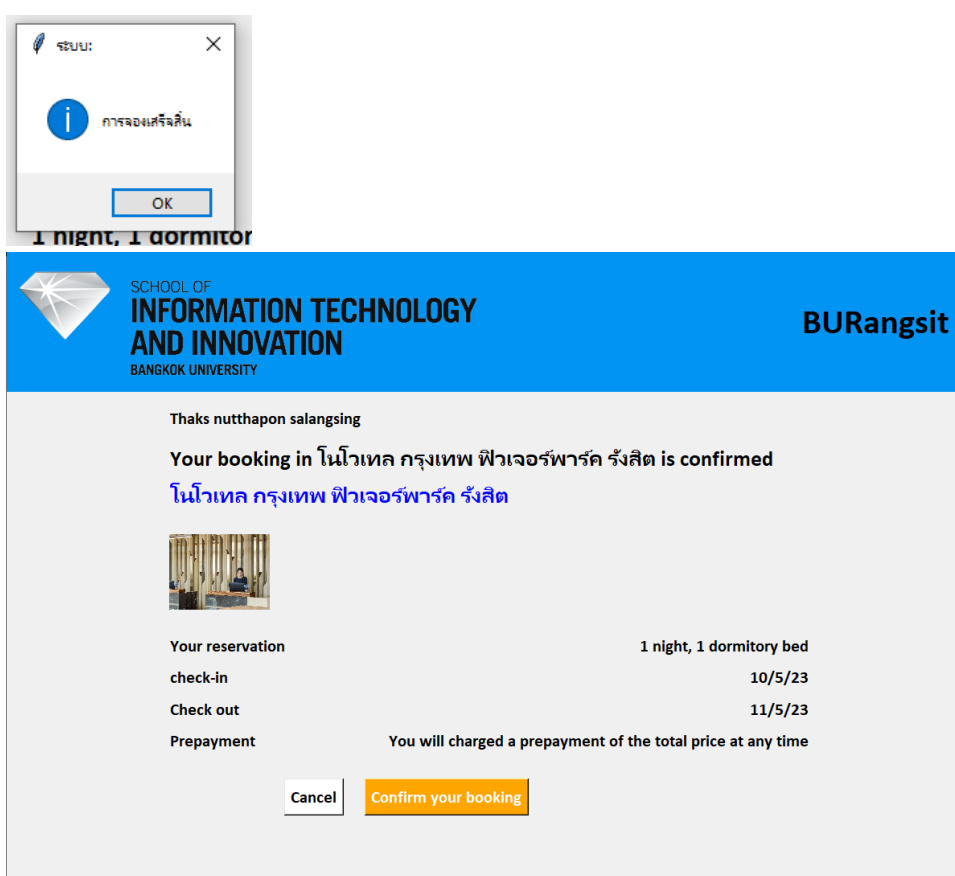 ระบบ:
การจองเสร็จสิ้น
OK
1 night, 1 dormitor
SCHOOL OF
INFORMATION TECHNOLOGY
AND INNOVATION
BANGKOK UNIVERSITY
BURangsit
Thaks nutthapon salangsing
Your booking in โนโวเทล กรุงเทพ ฟิวเจอร์พาร์ค รังสิต is confirmed
โนโวเทล กรุงเทพ ฟิวเจอร์พาร์ค รังสิต
Your reservation 1 night, 1 dormitory bed
check-in 10/5/23
Check out 11/5/23
Prepayment You will charged a prepayment of the total price at any time
Cancel Confirm your booking